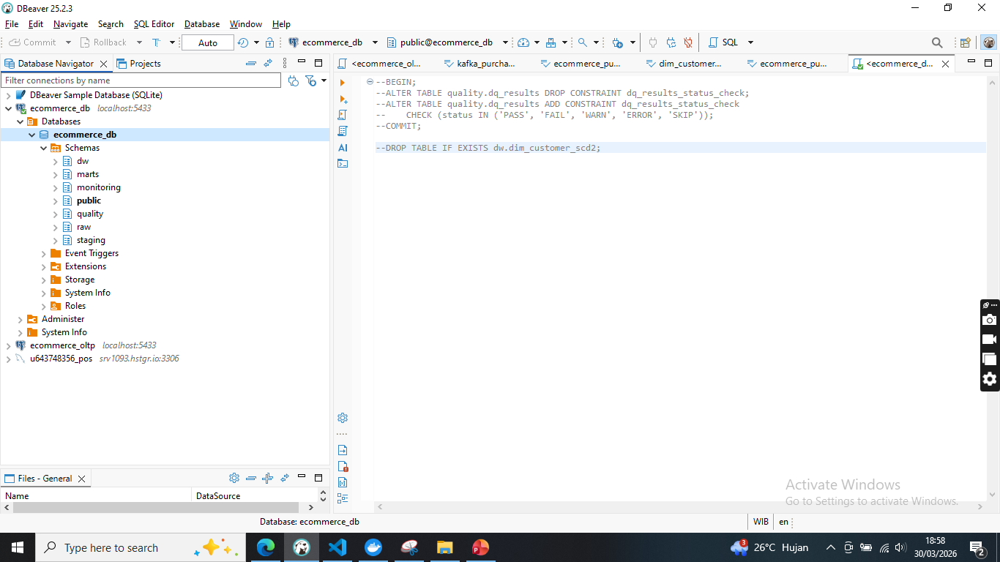 DBeaver 25.2.3
File Edit Navigate Search SQL Editor Database Window Help
Commit Rollback Auto ecommerce_db public@ecommerce_db SQL
Database Navigator Projects
<ecommerce_ol... kafka_purcha... ecommerce_pu... dim_customer... ecommerce_pu... <ecommerce_d...
Filter connections by name
DBeaver Sample Database (SQLite)
ecommerce_db localhost:5433
Databases
ecommerce_db
Schemas
dw
marts
monitoring
public
quality
raw
staging
Event Triggers
Extensions
Storage
System Info
Roles
Administer
System Info
ecommerce_oltp localhost:5433
u643748356_pos srv1093.hstgr.io:3306
--BEGIN;
--ALTER TABLE quality.dq_results DROP CONSTRAINT dq_results_status_check;
--ALTER TABLE quality.dq_results ADD CONSTRAINT dq_results_status_check
--    CHECK (status IN ('PASS', 'FAIL', 'WARN', 'ERROR', 'SKIP'));
--COMMIT;
--DROP TABLE IF EXISTS dw.dim_customer_scd2;
AI
Files - General
Name DataSource
Activate Windows
Go to Settings to activate Windows.
Database: ecommerce_db
WIB en
Type here to search
3
26°C Hujan
18:58
30/03/2026
2